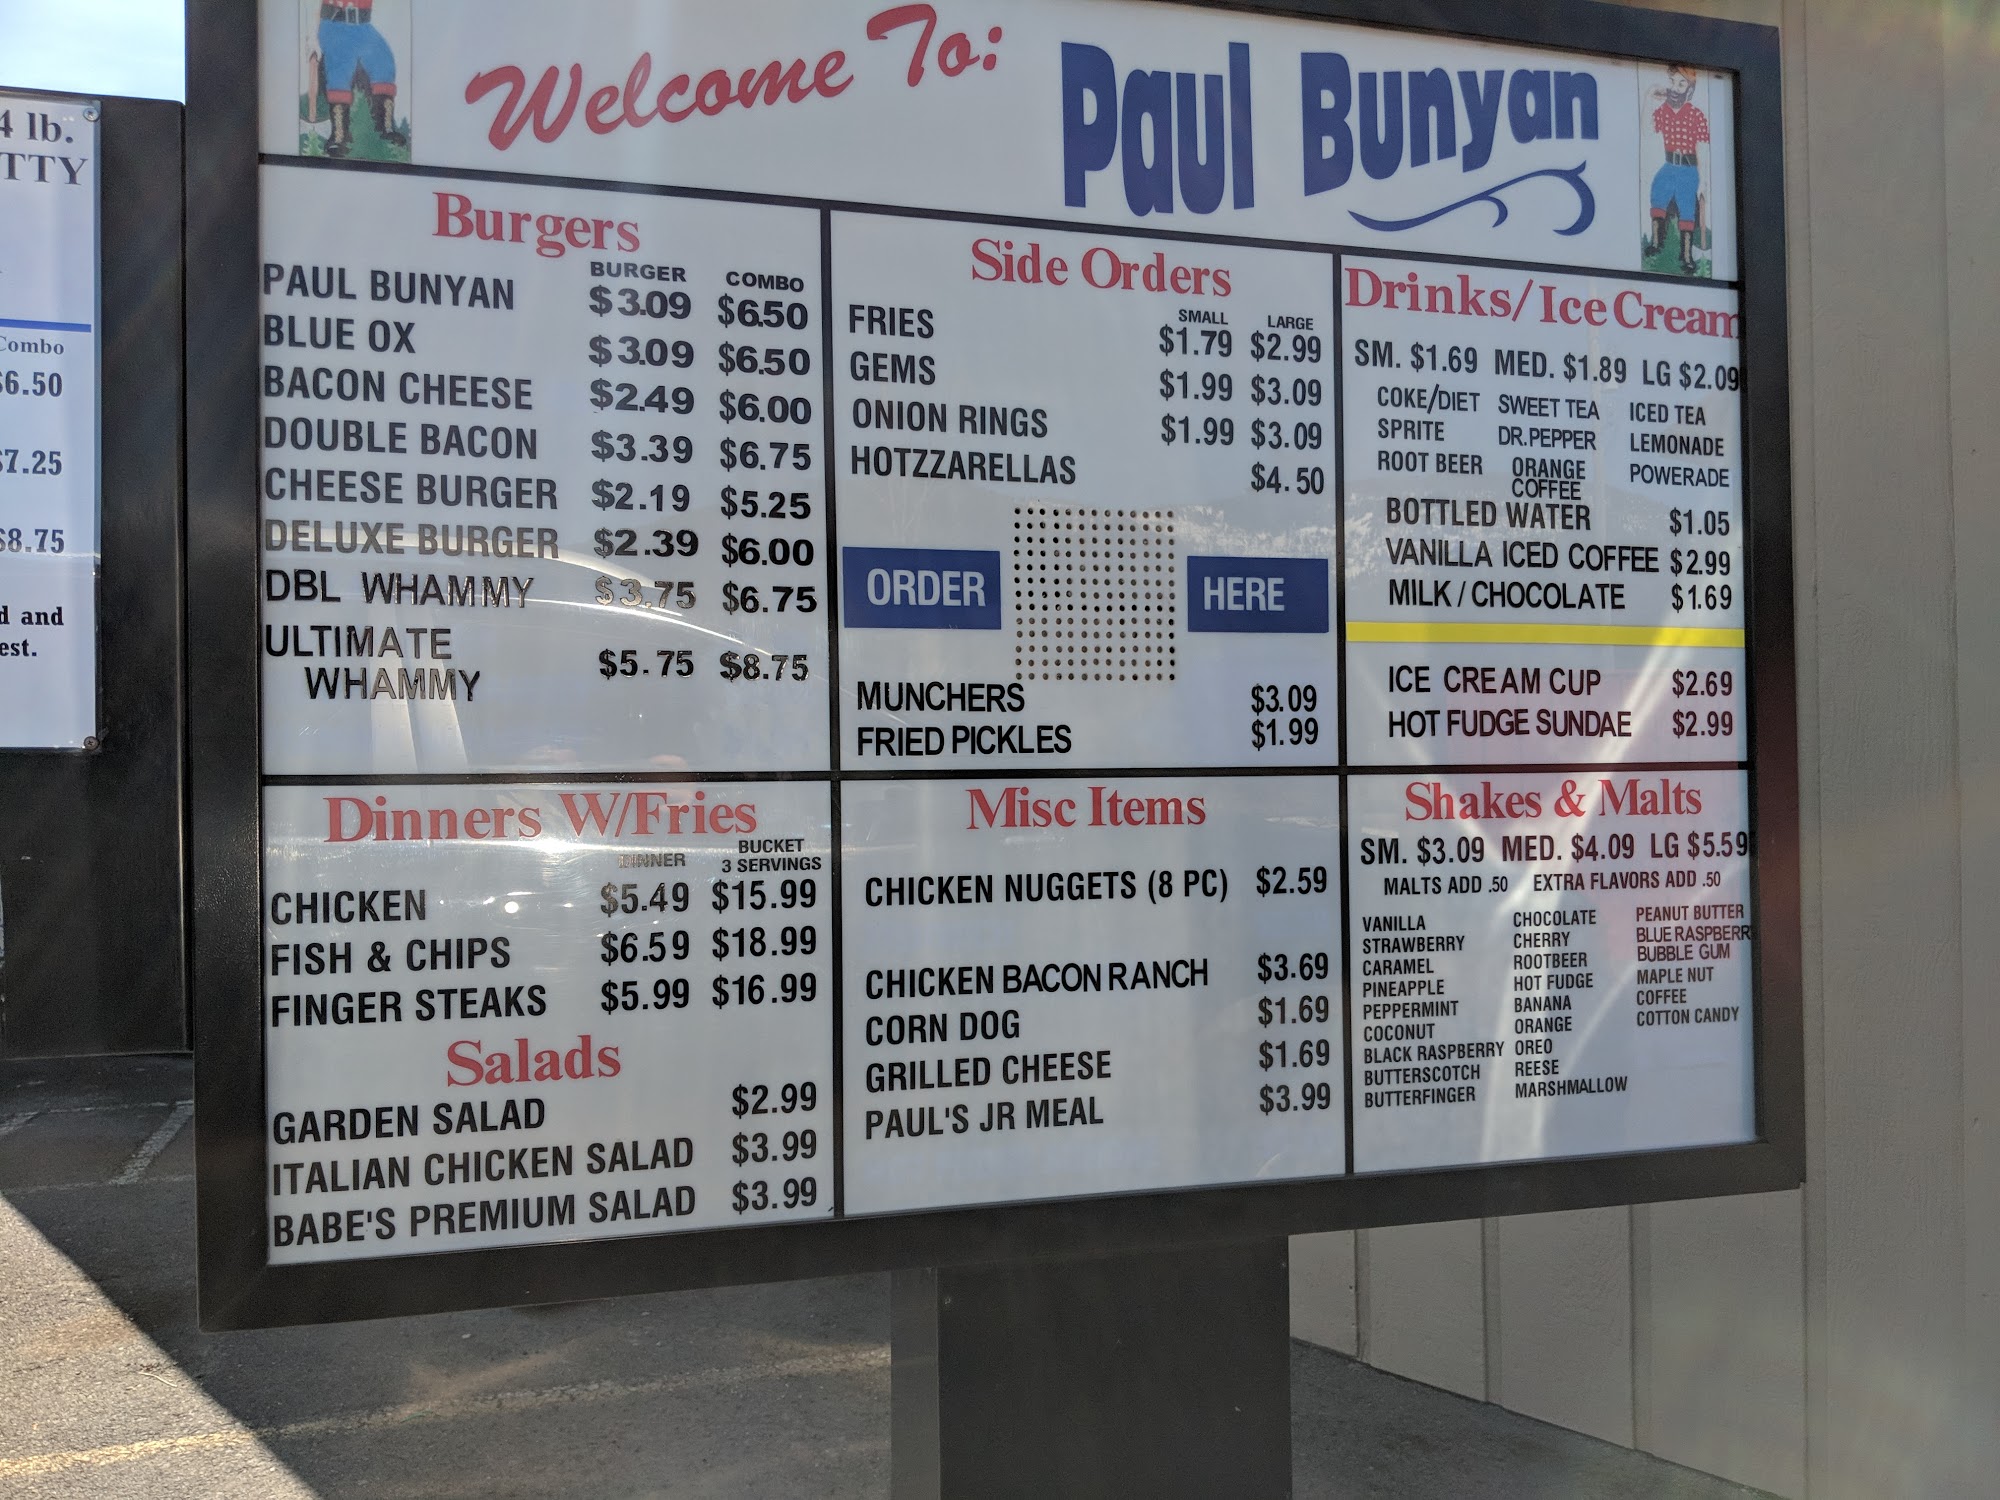 4 lb.
TTY
Combo
$6.50
$7.25
$8.75
d and
est.
Welcome To: Paul Bunyan
Burgers
BURGER COMBO
PAUL BUNYAN $3.09 $6.50
BLUE OX $3.09 $6.50
BACON CHEESE $2.49 $6.00
DOUBLE BACON $3.39 $6.75
CHEESE BURGER $2.19 $5.25
DELUXE BURGER $2.39 $6.00
DBL WHAMMY $3.75 $6.75
ULTIMATE
WHAMMY $5.75 $8.75
Side Orders
SMALL LARGE
FRIES $1.79 $2.99
GEMS $1.99 $3.09
ONION RINGS $1.99 $3.09
HOTZZARELLAS $4.50
ORDER HERE
MUNCHERS $3.09
FRIED PICKLES $1.99
Drinks/Ice Cream
SM. $1.69 MED. $1.89 LG $2.09
COKE/DIET SWEET TEA ICED TEA
SPRITE DR.PEPPER LEMONADE
ROOT BEER ORANGE POWERADE
COFFEE
BOTTLED WATER $1.05
VANILLA ICED COFFEE $2.99
MILK / CHOCOLATE $1.69
ICE CREAM CUP $2.69
HOT FUDGE SUNDAE $2.99
Dinners W/Fries
DINNER BUCKET
3 SERVINGS
CHICKEN $5.49 $15.99
FISH & CHIPS $6.59 $18.99
FINGER STEAKS $5.99 $16.99
Salads
GARDEN SALAD $2.99
ITALIAN CHICKEN SALAD $3.99
BABE'S PREMIUM SALAD $3.99
Misc Items
CHICKEN NUGGETS (8 PC) $2.59
CHICKEN BACON RANCH $3.69
CORN DOG $1.69
GRILLED CHEESE $1.69
PAUL'S JR MEAL $3.99
Shakes & Malts
SM. $3.09 MED. $4.09 LG $5.59
MALTS ADD .50 EXTRA FLAVORS ADD .50
VANILLA CHOCOLATE PEANUT BUTTER
STRAWBERRY CHERRY BLUE RASPBERR
CARAMEL ROOTBEER BUBBLE GUM
PINEAPPLE HOT FUDGE MAPLE NUT
PEPPERMINT BANANA COFFEE
COCONUT ORANGE COTTON CANDY
BLACK RASPBERRY OREO
BUTTERSCOTCH REESE
BUTTERFINGER MARSHMALLOW